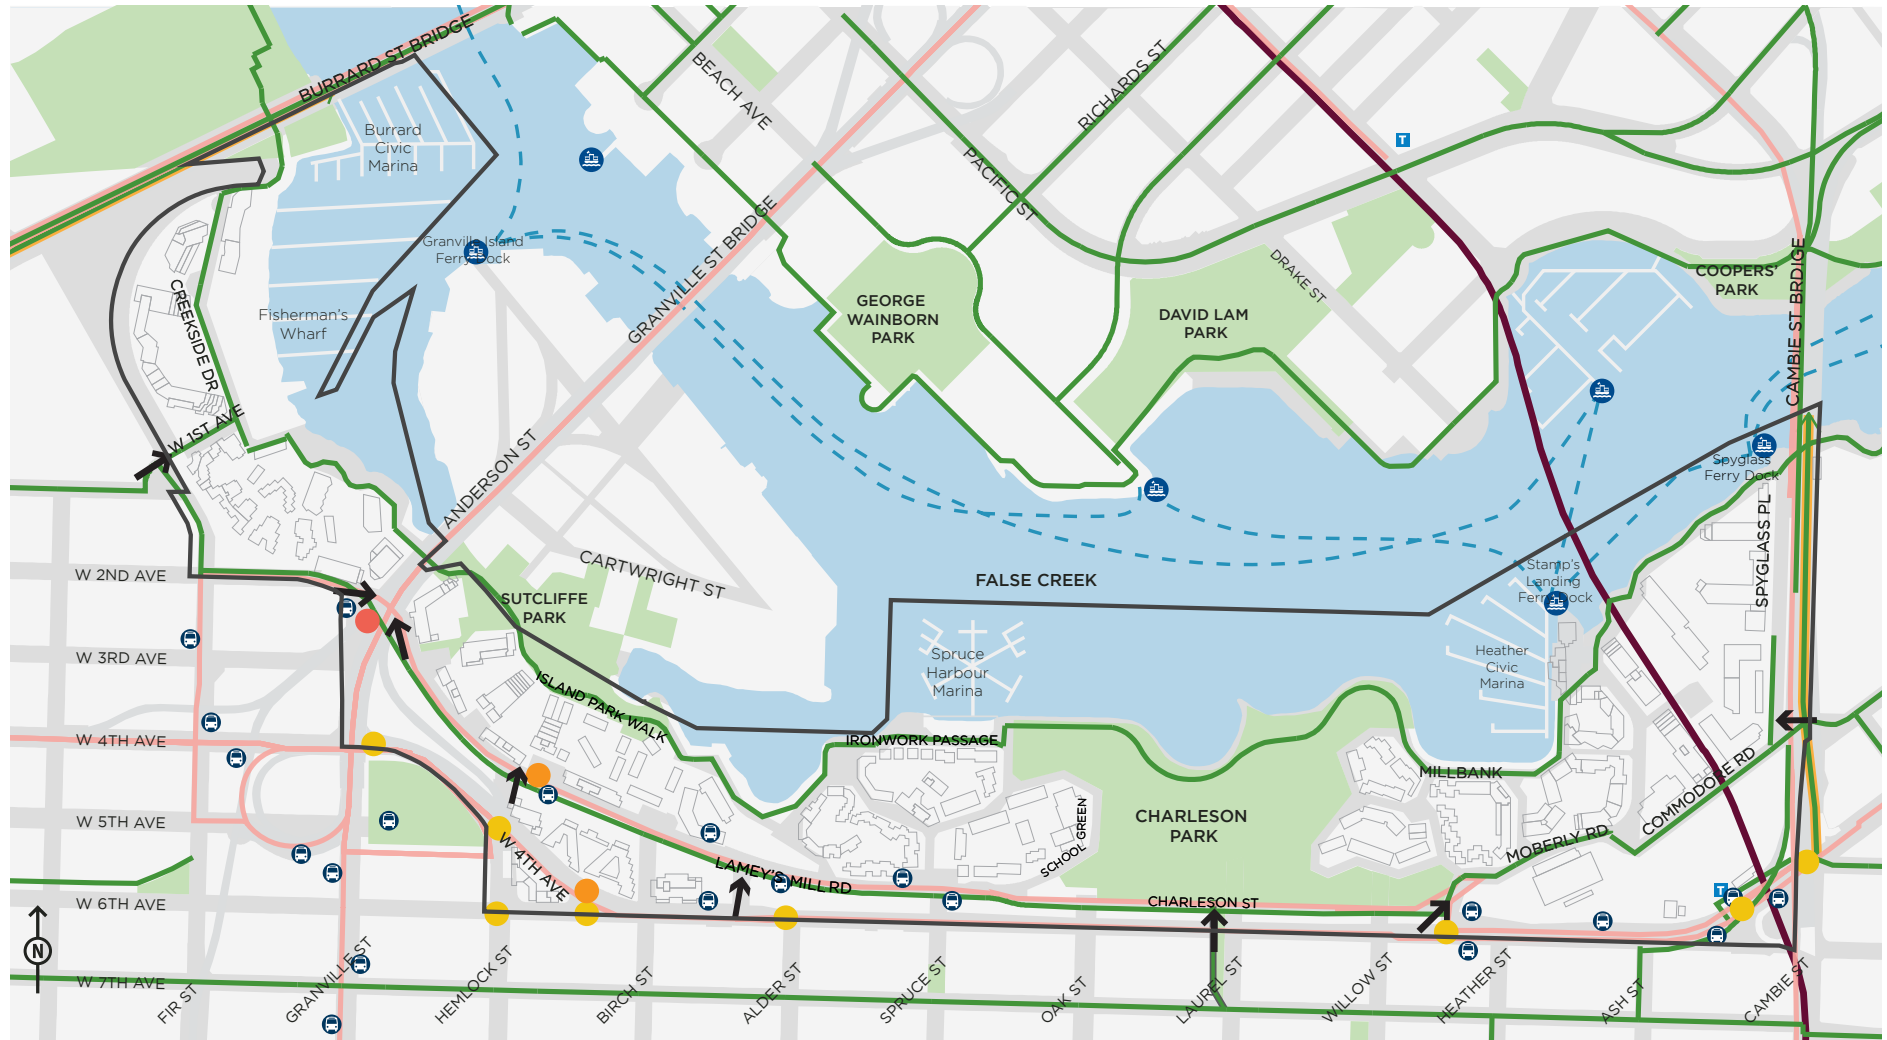 BURRARD ST BRIDGE
BEACH AVE
RICHARDS ST
T
Burrard
Civic
Marina
PACIFIC ST
Granville Island
Ferry Dock
GRANVILLE ST BRIDGE
DRAKE ST
CAMBIE ST BRIDGE
COOPERS'
PARK
CREEKSIDE DR
Fisherman's
Wharf
GEORGE
WAINBORN
PARK
DAVID LAM
PARK
W 1ST AVE
ANDERSON ST
Spyglass
Ferry Dock
SPYGLASS PL
CARTWRIGHT ST
FALSE CREEK
Stamp's
Landing
Ferry Dock
W 2ND AVE
SUTCLIFFE
PARK
W 3RD AVE
Spruce
Harbour
Marina
Heather
Civic
Marina
ISLAND PARK WALK
W 4TH AVE
IRONWORK PASSAGE
MILLBANK
COMMODORE RD
W 5TH AVE
CHARLESON
PARK
SCHOOL GREEN
MOBERLY RD
W 4TH AVE
LAMEY'S MILL RD
CHARLESON ST
T
W 6TH AVE
N
W 7TH AVE
FIR ST
GRANVILLE ST
HEMLOCK ST
BIRCH ST
ALDER ST
SPRUCE ST
OAK ST
LAUREL ST
WILLOW ST
HEATHER ST
ASH ST
CAMBIE ST